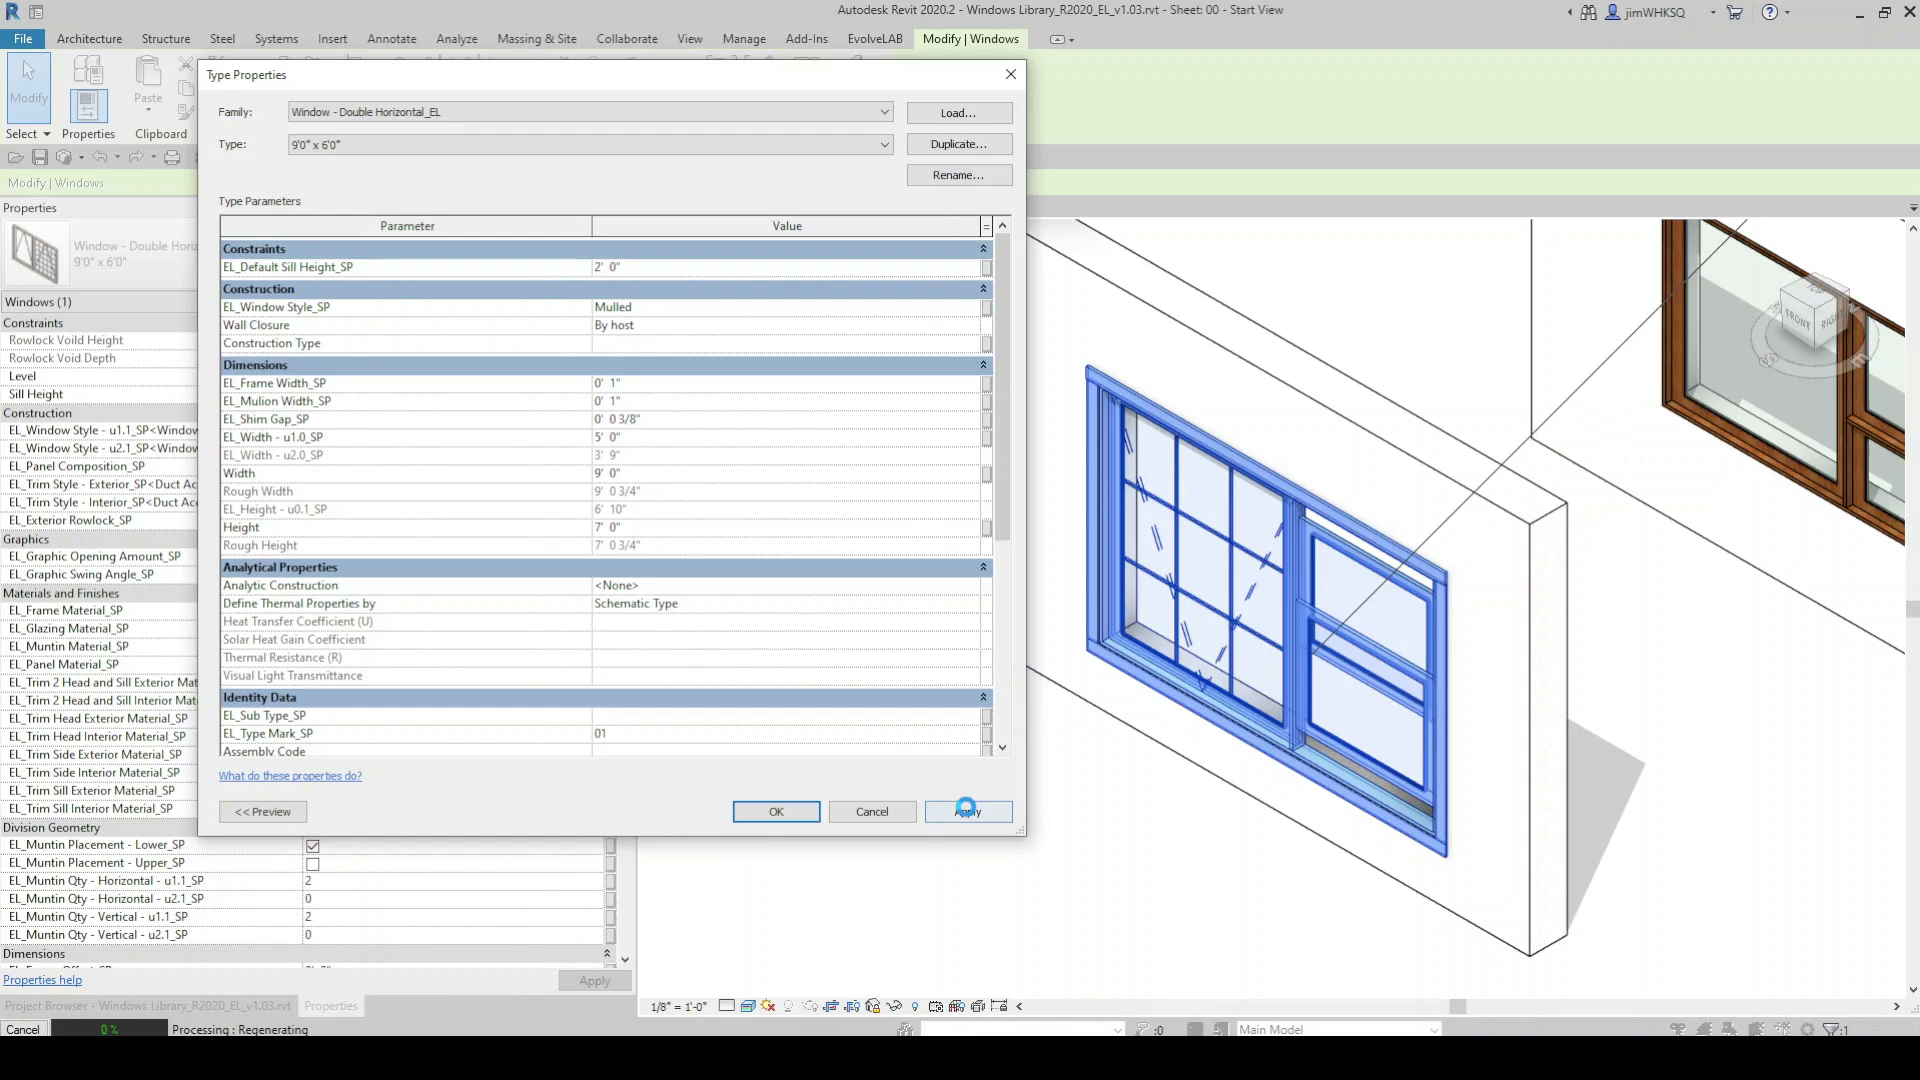 Autodesk Revit 2020.2 - Windows Library_R2020_EL_v1.03.rvt - Sheet: 00 - Start View
jimWHKSQ
File Architecture Structure Steel Systems Insert Annotate Analyze Massing & Site Collaborate View Manage Add-Ins EvolveLAB Modify | Windows
Modify
Paste
Select Properties Clipboard
Modify | Windows
Properties
Window - Double Horiz
9'0" x 6'0"
Windows (1)
Constraints
Rowlock Voild Height
Rowlock Void Depth
Level
Sill Height
Construction
EL_Window Style - u1.1_SP<Window
EL_Window Style - u2.1_SP<Window
EL_Panel Composition_SP
EL_Trim Style - Exterior_SP<Duct Ac
EL_Trim Style - Interior_SP<Duct Ac
EL_Exterior Rowlock_SP
Graphics
EL_Graphic Opening Amount_SP
EL_Graphic Swing Angle_SP
Materials and Finishes
EL_Frame Material_SP
EL_Glazing Material_SP
EL_Muntin Material_SP
EL_Panel Material_SP
EL_Trim 2 Head and Sill Exterior Mat
EL_Trim 2 Head and Sill Interior Mat
EL_Trim Head Exterior Material_SP
EL_Trim Head Interior Material_SP
EL_Trim Side Exterior Material_SP
EL_Trim Side Interior Material_SP
EL_Trim Sill Exterior Material_SP
EL_Trim Sill Interior Material_SP
Division Geometry
EL_Muntin Placement - Lower_SP
EL_Muntin Placement - Upper_SP
EL_Muntin Qty - Horizontal - u1.1_SP 2
EL_Muntin Qty - Horizontal - u2.1_SP 0
EL_Muntin Qty - Vertical - u1.1_SP 2
EL_Muntin Qty - Vertical - u2.1_SP 0
Dimensions
Properties help Apply
Project Browser - Windows Library_R2020_EL_v1.03.rvt Properties
Cancel 0 % Processing : Regenerating
Type Properties
Family: Window - Double Horizontal_EL Load...
Type: 9'0" x 6'0" Duplicate...
Rename...
Type Parameters
Parameter Value =
Constraints
EL_Default Sill Height_SP 2' 0"
Construction
EL_Window Style_SP Mulled
Wall Closure By host
Construction Type
Dimensions
EL_Frame Width_SP 0' 1"
EL_Mulion Width_SP 0' 1"
EL_Shim Gap_SP 0' 0 3/8"
EL_Width - u1.0_SP 5' 0"
EL_Width - u2.0_SP 3' 9"
Width 9' 0"
Rough Width 9' 0 3/4"
EL_Height - u0.1_SP 6' 10"
Height 7' 0"
Rough Height 7' 0 3/4"
Analytical Properties
Analytic Construction <None>
Define Thermal Properties by Schematic Type
Heat Transfer Coefficient (U)
Solar Heat Gain Coefficient
Thermal Resistance (R)
Visual Light Transmittance
Identity Data
EL_Sub Type_SP
EL_Type Mark_SP 01
Assembly Code
What do these properties do?
<< Preview OK Cancel Apply
TOP
FRONT
RIGHT
1/8" = 1'-0"
:0 Main Model :1